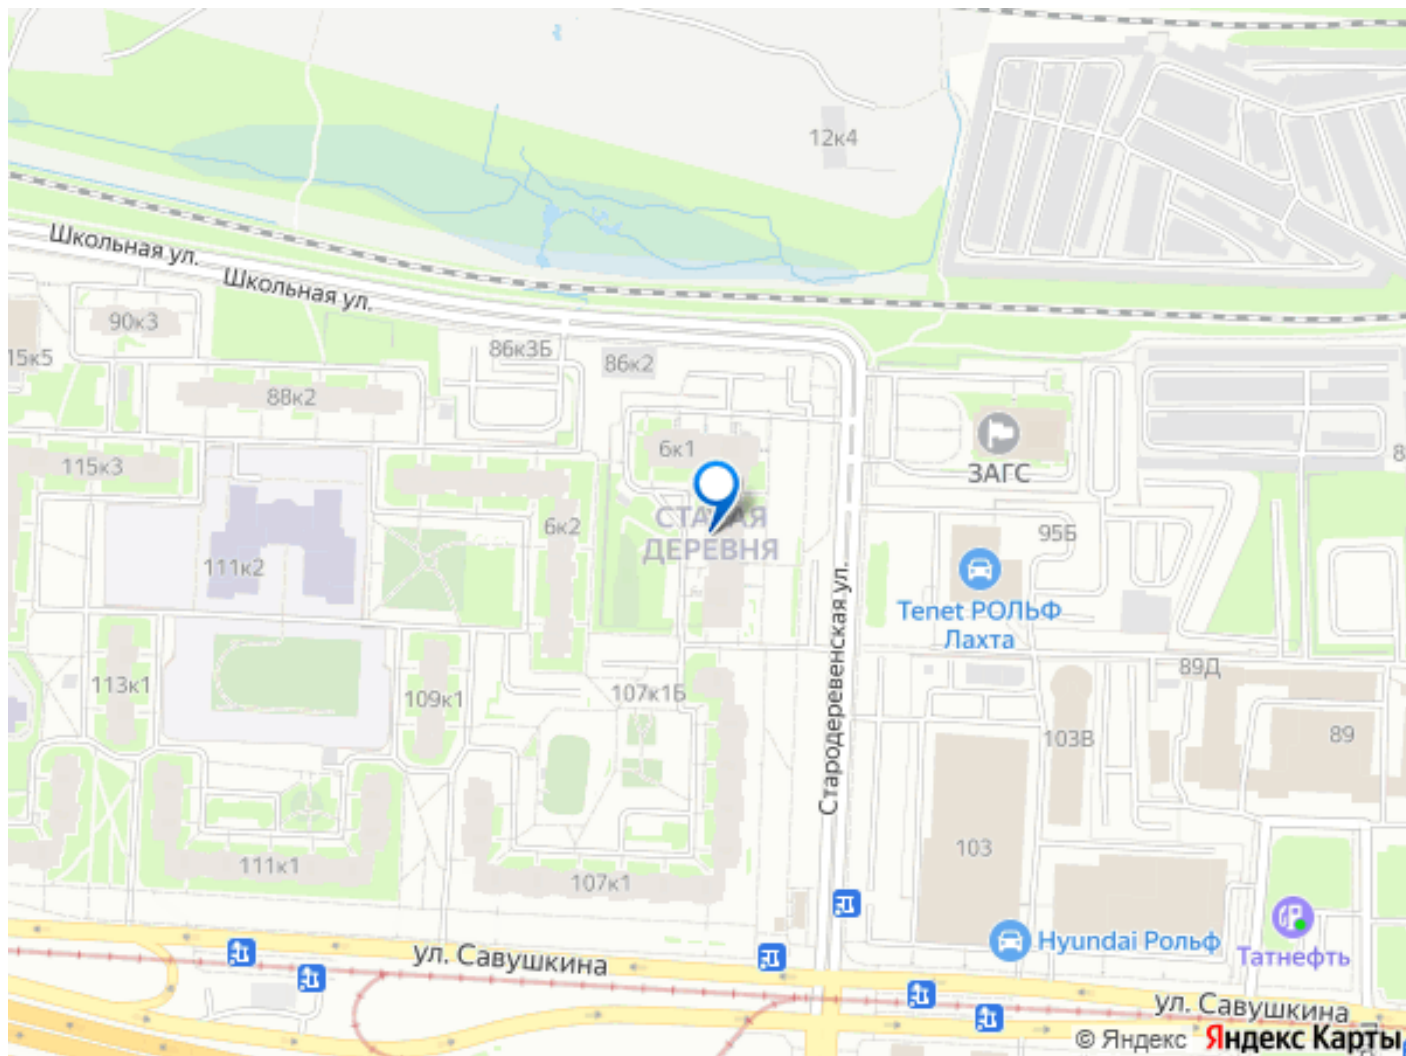 12к4
Школьная ул.
Школьная ул.
90к3
15к5
86к3Б
86к2
88к2
6к1
ЗАГС
115к3
СТАРАЯ
ДЕРЕВНЯ
6к2
95Б
111к2
Tenet РОЛЬФ
Лахта
Стародеревенская ул.
89Д
113к1
109к1
107к1Б
103В
89
103
111к1
107к1
ул. Савушкина
Hyundai Рольф
Татнефть
ул. Савушкина
© Яндекс Яндекс Карты